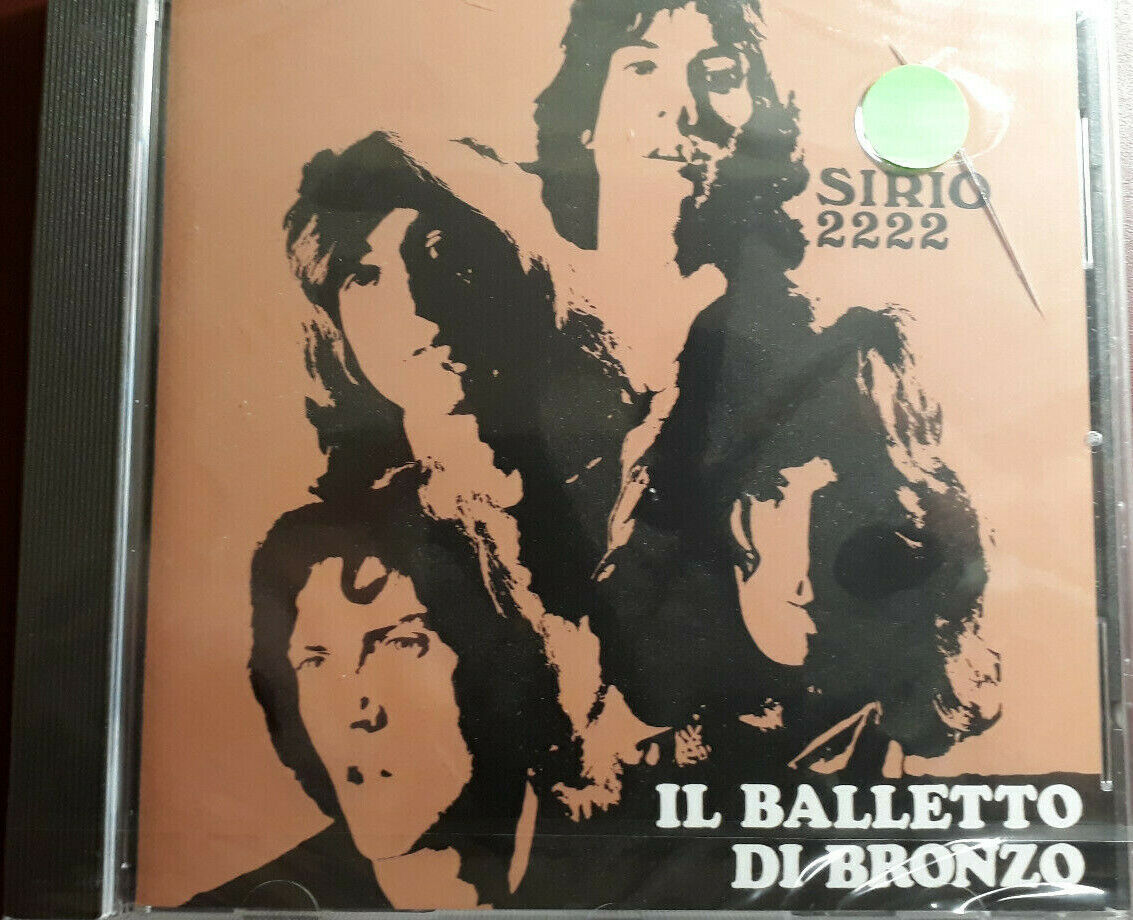 SIRIO
2222
IL BALLETTO
DI BRONZO